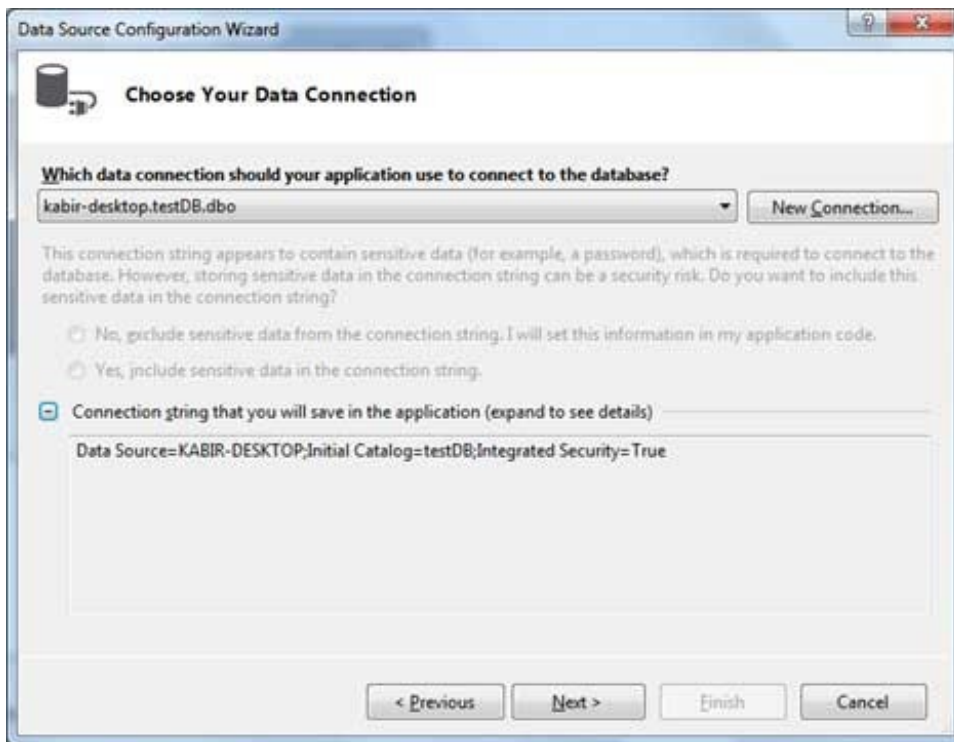 Data Source Configuration Wizard
Choose Your Data Connection
Which data connection should your application use to connect to the database?
kabir-desktop.testDB.dbo
New Connection...
This connection string appears to contain sensitive data (for example, a password), which is required to connect to the
database. However, storing sensitive data in the connection string can be a security risk. Do you want to include this
sensitive data in the connection string?
No, exclude sensitive data from the connection string. I will set this information in my application code.
Yes, include sensitive data in the connection string.
Connection string that you will save in the application (expand to see details)
Data Source=KABIR-DESKTOP;Initial Catalog=testDB;Integrated Security=True
< Previous
Next >
Finish
Cancel